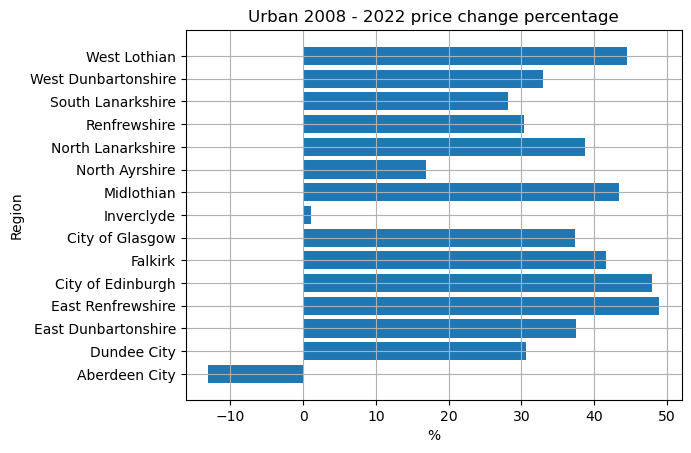 Urban 2008 - 2022 price change percentage
Region
West Lothian
West Dunbartonshire
South Lanarkshire
Renfrewshire
North Lanarkshire
North Ayrshire
Midlothian
Inverclyde
City of Glasgow
Falkirk
City of Edinburgh
East Renfrewshire
East Dunbartonshire
Dundee City
Aberdeen City
−10 0 10 20 30 40 50
%